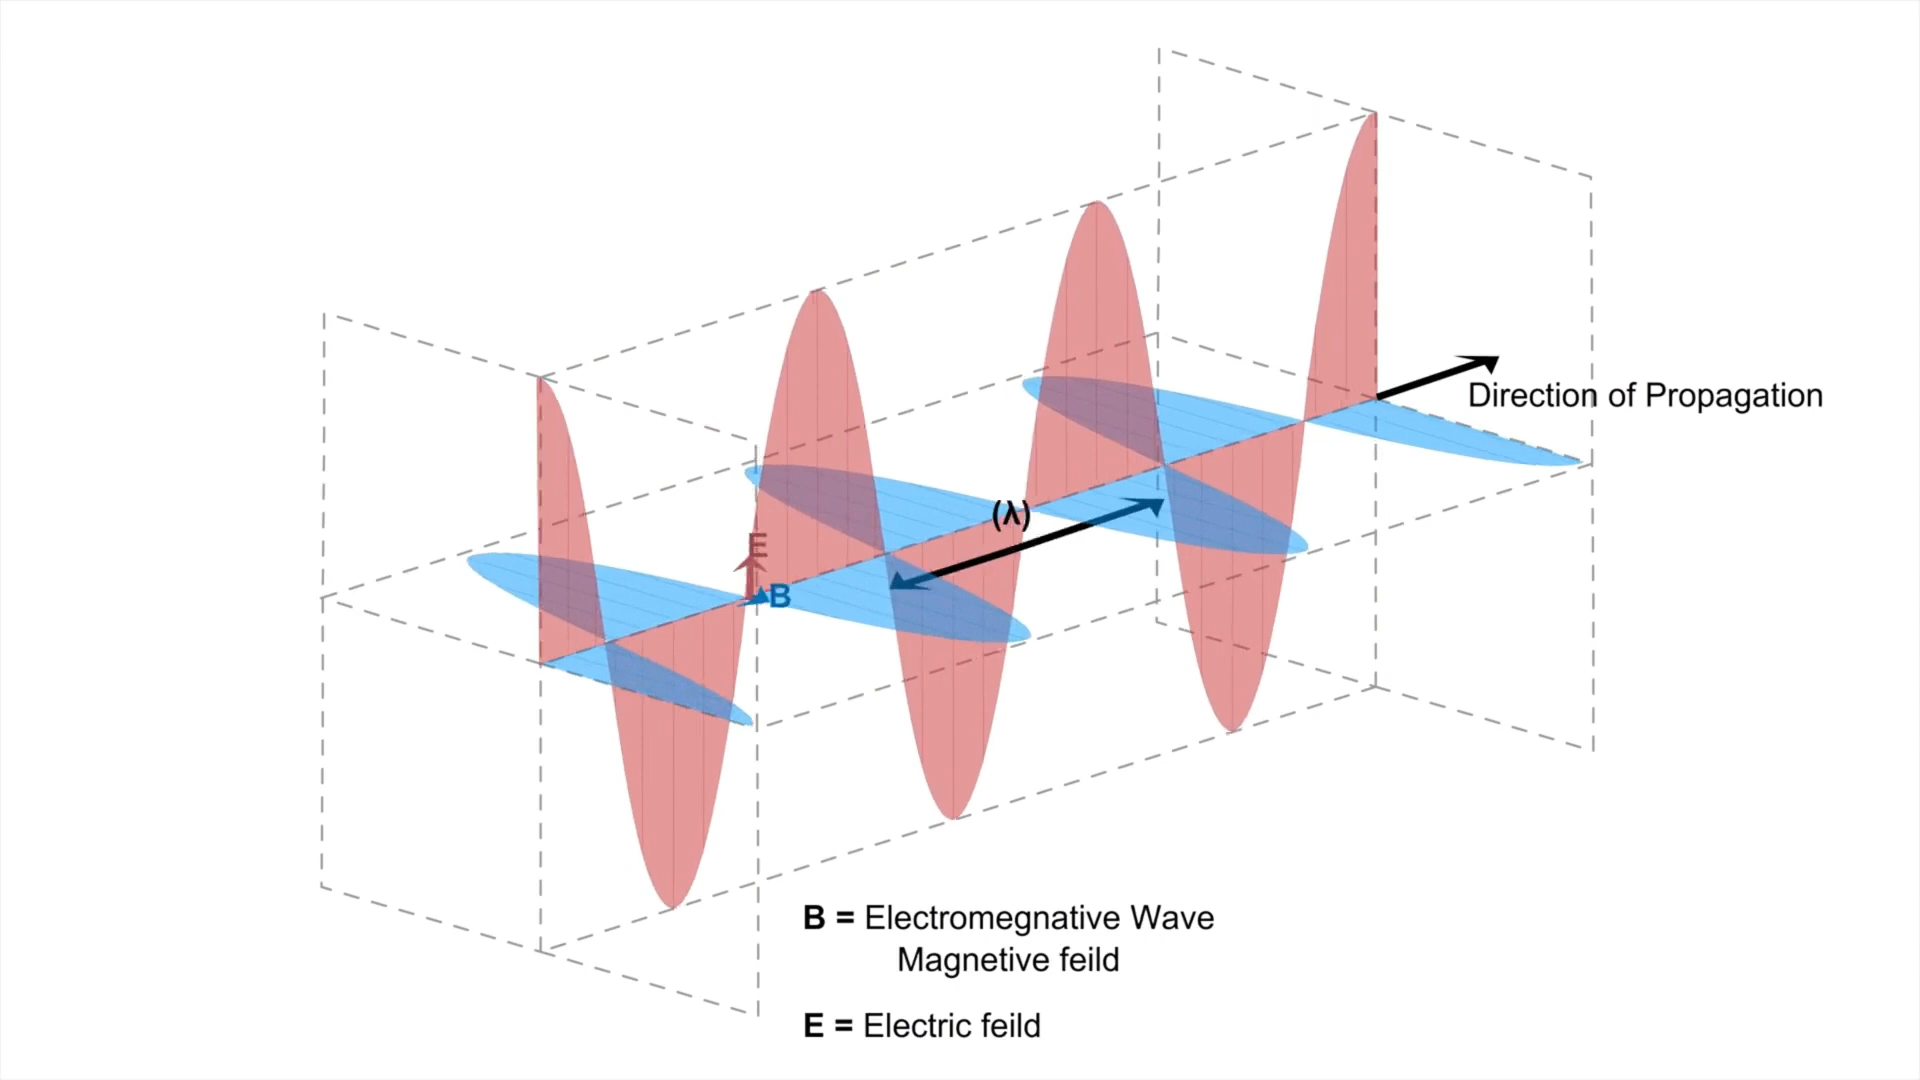 Direction of Propagation
(λ)
E
B
B = Electromegnative Wave
Magnetive feild
E = Electric feild